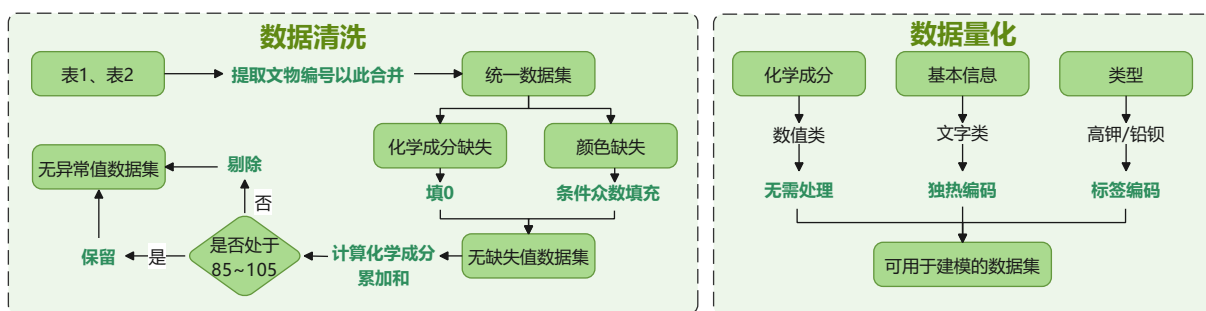 数据清洗
表1、表2
提取文物编号以此合并
统一数据集
化学成分缺失
颜色缺失
填0
条件众数填充
无缺失值数据集
计算化学成分
累加和
是否处于
85~105
否
剔除
是
保留
无异常值数据集
数据量化
化学成分
基本信息
类型
数值类
文字类
高钾/铅钡
无需处理
独热编码
标签编码
可用于建模的数据集